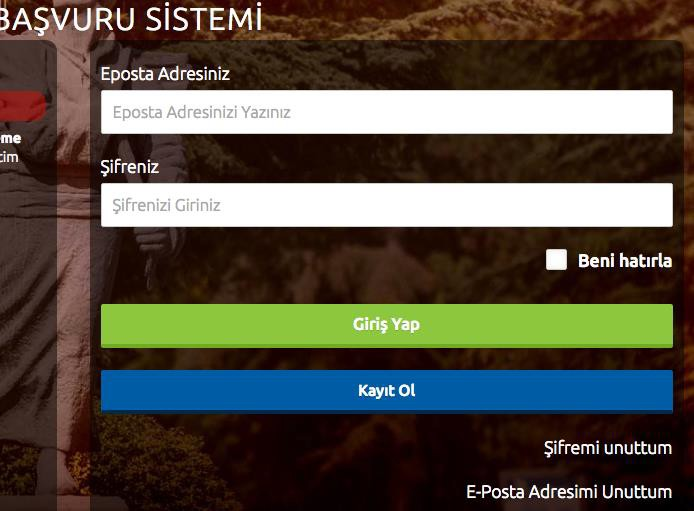 BAŞVURU SİSTEMİ
Eposta Adresiniz
Eposta Adresinizi Yazınız
Şifreniz
Şifrenizi Giriniz
Beni hatırla
Giriş Yap
Kayıt Ol
Şifremi unuttum
E-Posta Adresimi Unuttum